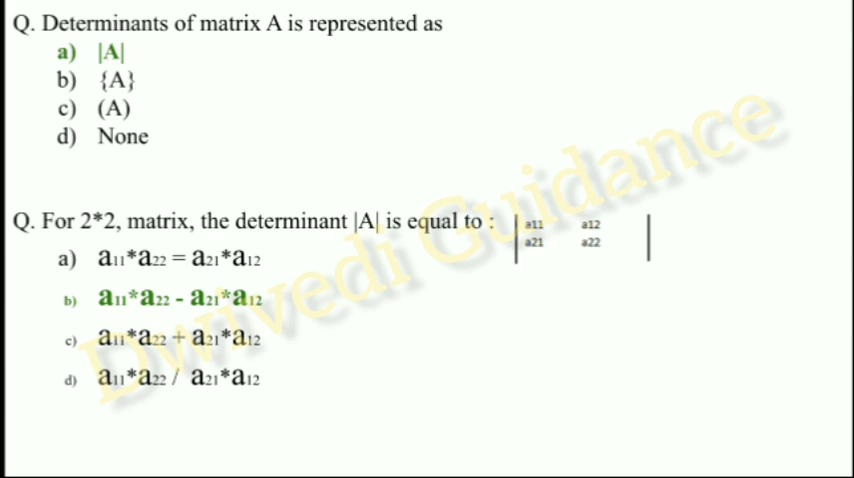 Q. Determinants of matrix A is represented as
a) |A|
b) {A}
c) (A)
d) None
Q. For 2*2, matrix, the determinant |A| is equal to : | a11 a12 |
a21 a22
a) a11*a22 = a21*a12
b) a11*a22 - a21*a12
c) a11*a22 + a21*a12
d) a11*a22 / a21*a12
Dwivedi Guidance